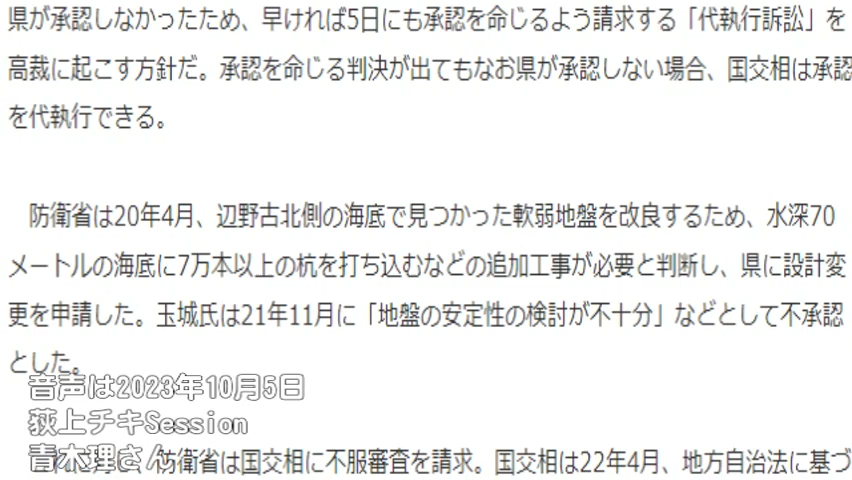 県が承認しなかったため、早ければ5日にも承認を命じるよう請求する「代執行訴訟」を
高裁に起こす方針だ。承認を命じる判決が出てもなお県が承認しない場合、国交相は承認
を代執行できる。
防衛省は20年4月、辺野古北側の海底で見つかった軟弱地盤を改良するため、水深70
メートルの海底に7万本以上の杭を打ち込むなどの追加工事が必要と判断し、県に設計変
更を申請した。玉城氏は21年11月に「地盤の安定性の検討が不十分」などとして不承認
とした。
音声は2023年10月5日
荻上チキSession
青木理さん
防衛省は国交相に不服審査を請求。国交相は22年4月、地方自治法に基づ